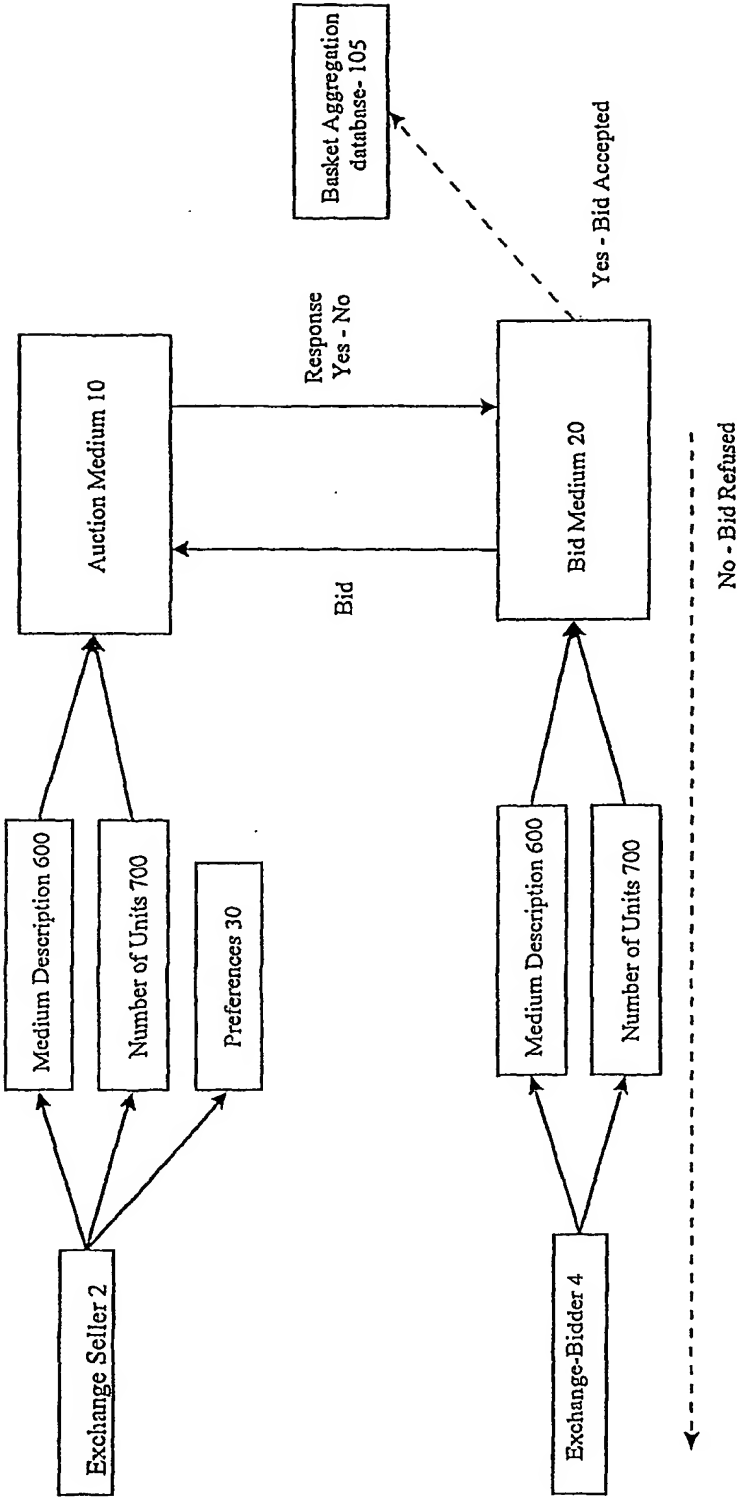 Exchange Seller 2
Medium Description 600
Number of Units 700
Preferences 30
Auction Medium 10
Bid
Response
Yes - No
Basket Aggregation
database- 105
Exchange-Bidder 4
Medium Description 600
Number of Units 700
Bid Medium 20
Yes - Bid Accepted
No - Bid Refused